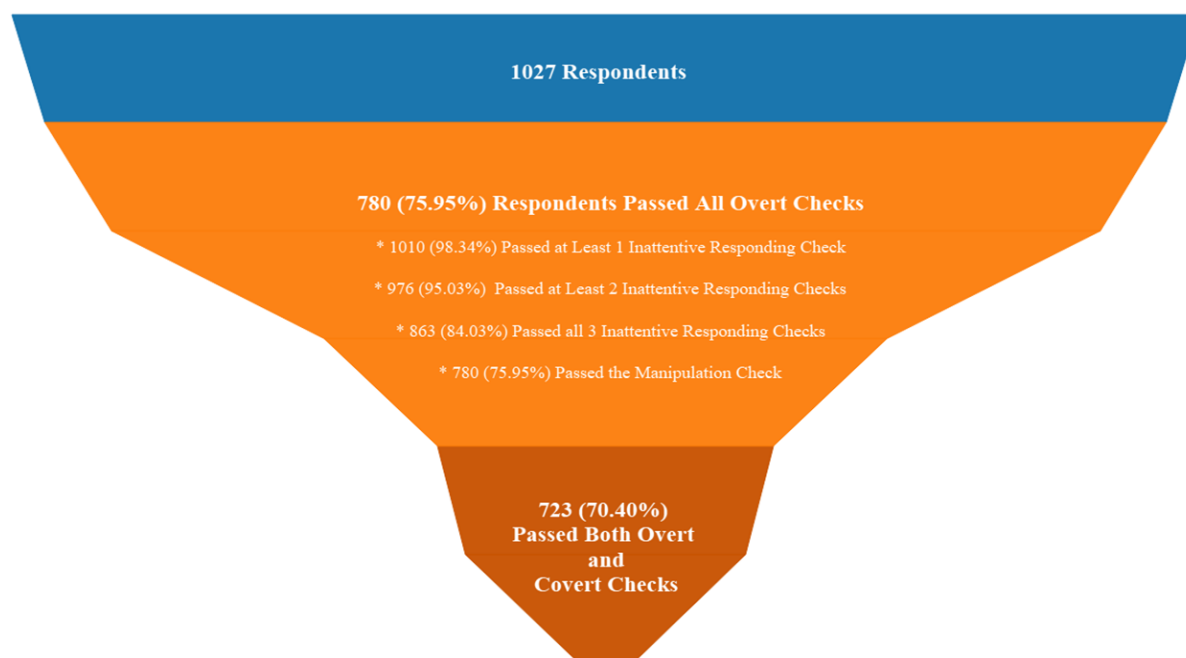 1027 Respondents
780 (75.95%) Respondents Passed All Overt Checks
* 1010 (98.34%) Passed at Least 1 Inattentive Responding Check
* 976 (95.03%)  Passed at Least 2 Inattentive Responding Checks
* 863 (84.03%) Passed all 3 Inattentive Responding Checks
* 780 (75.95%) Passed the Manipulation Check
723 (70.40%)
Passed Both Overt
and
Covert Checks